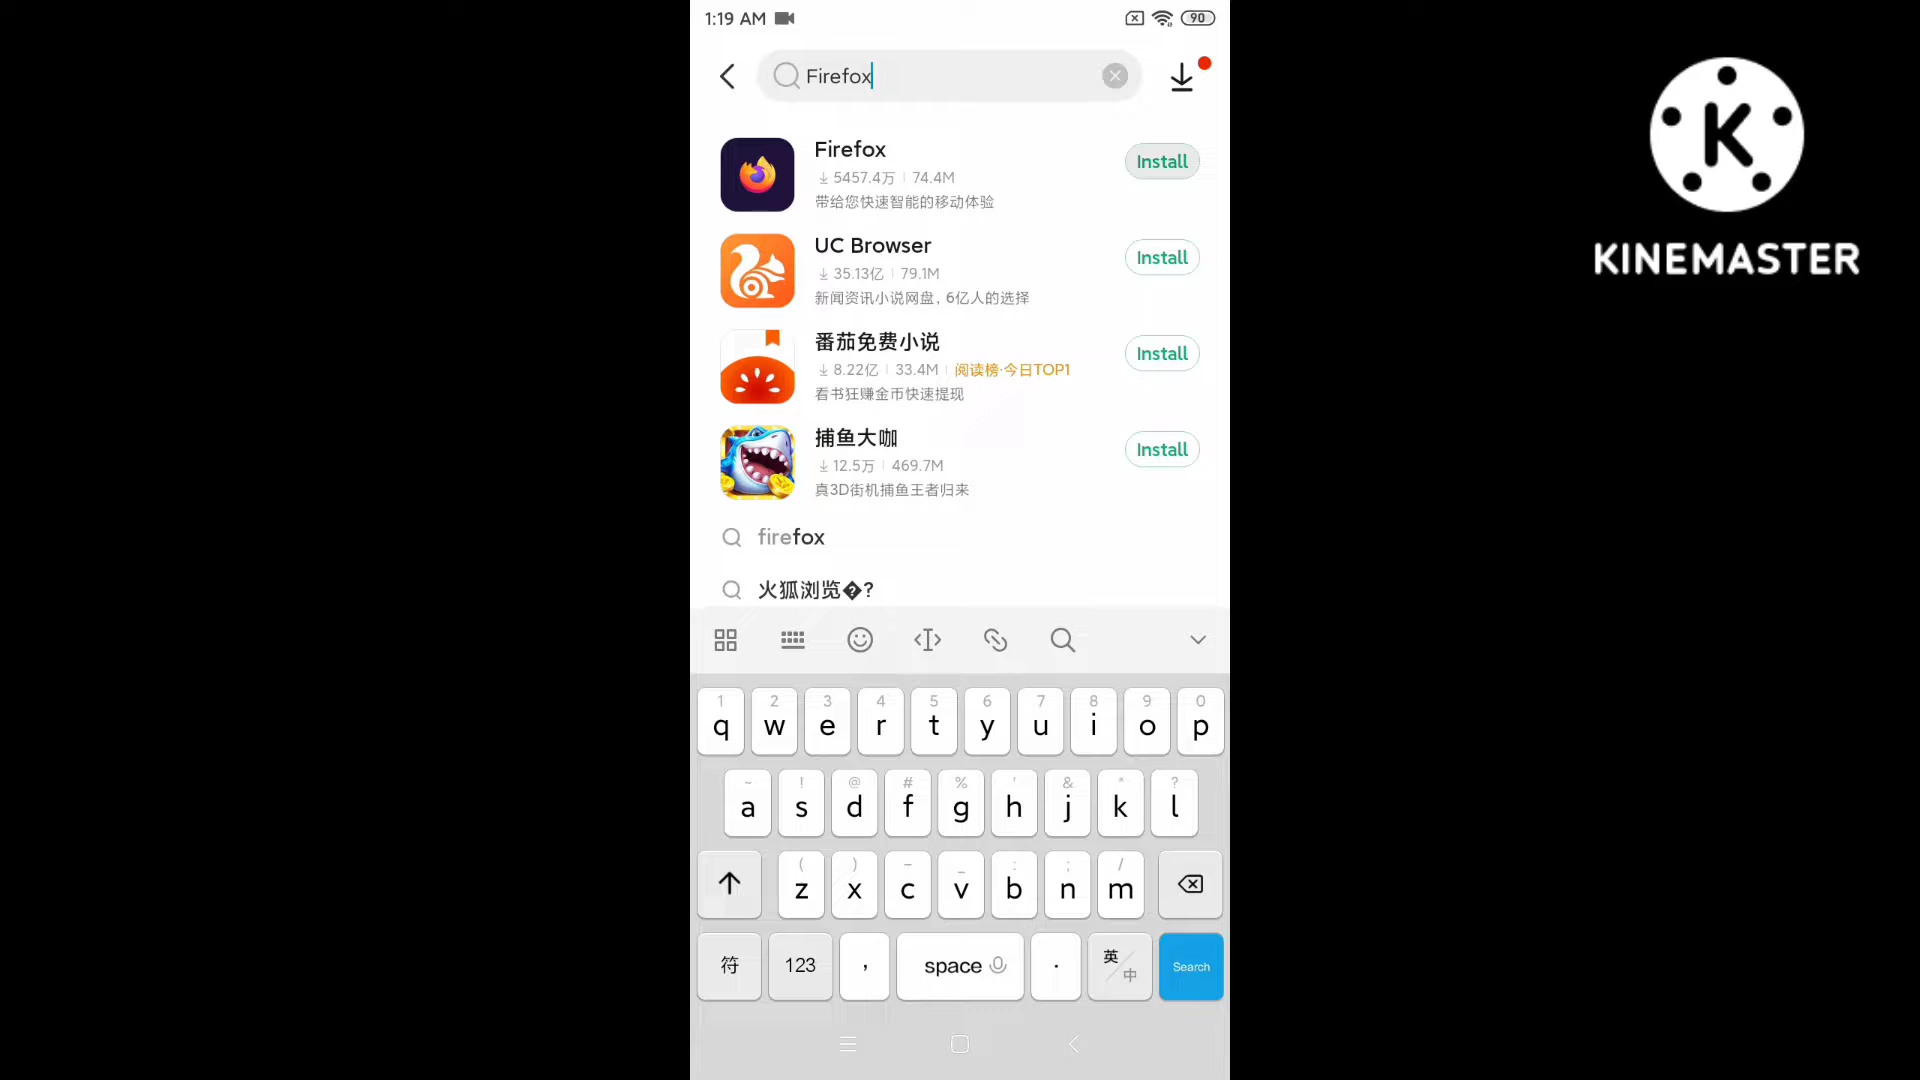 1:19 AM 90
Firefox
Firefox
5457.4万 74.4M
Install
带给您快速智能的移动体验
UC Browser
35.13亿 79.1M
Install
新闻资讯小说网盘，6亿人的选择
番茄免费小说
8.22亿 33.4M 阅读榜·今日TOP1
Install
看书狂赚金币快速提现
捕鱼大咖
12.5万 469.7M
Install
真3D街机捕鱼王者归来
firefox
火狐浏览�?
1 2 3 4 5 6 7 8 9 0
q w e r t y u i o p
~ ! @ # % ' & * ?
a s d f g h j k l
( ) – _ : ; /
z x c v b n m
符 123 , space . 英/中 Search
K
KINEMASTER